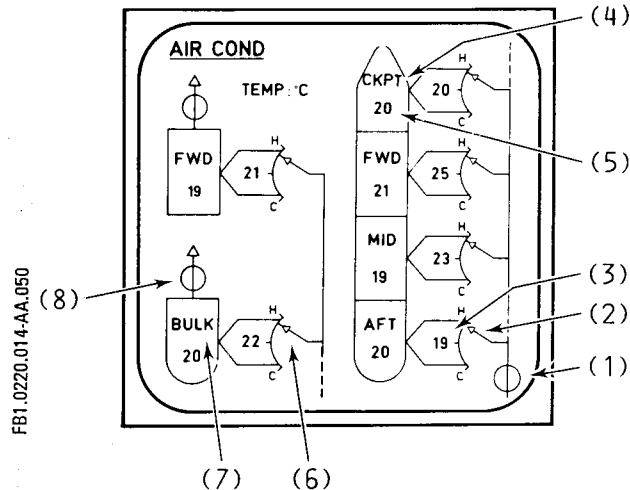 AIR COND
TEMP: °C
FWD
19
H
21
C
BULK
20
H
22
C
CKPT
20
H
20
C
FWD
21
H
25
C
MID
19
H
23
C
AFT
20
H
19
C
(4)
(5)
(3)
(2)
(1)
(8)
(7)
(6)
FB1.0220.014-AA.050